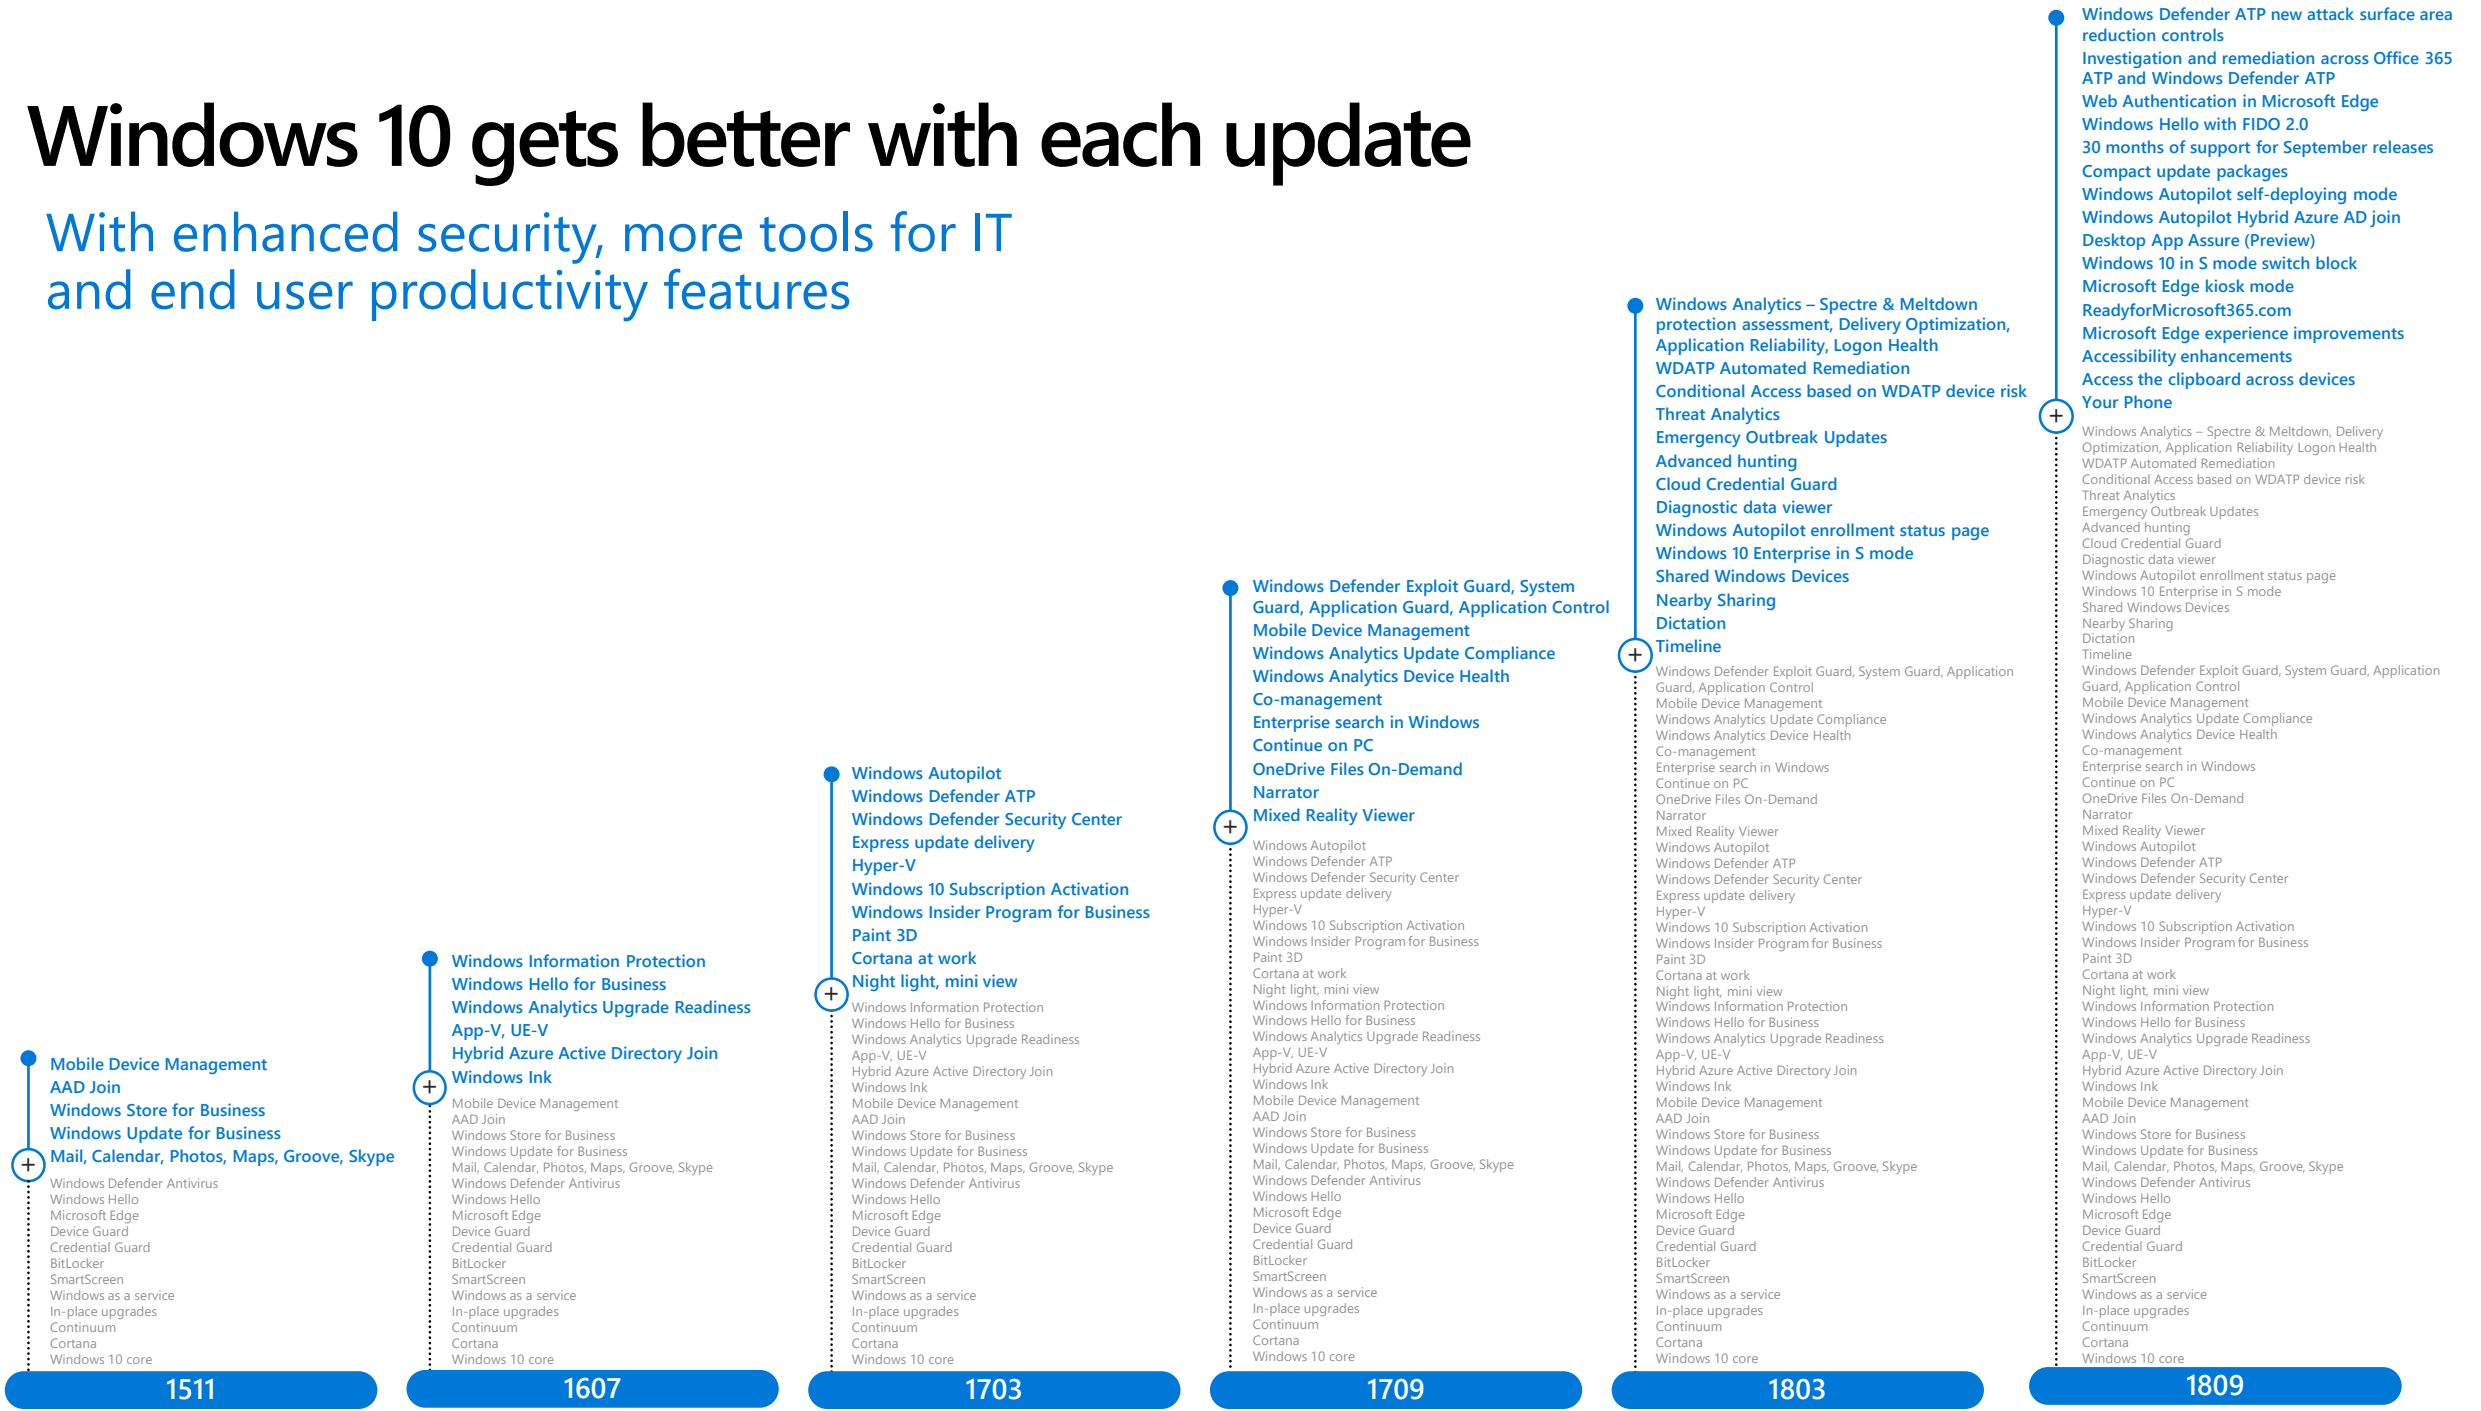 Windows 10 gets better with each update
With enhanced security, more tools for IT
and end user productivity features
Mobile Device Management
AAD Join
Windows Store for Business
Windows Update for Business
Mail, Calendar, Photos, Maps, Groove, Skype
+
Windows Defender Antivirus
Windows Hello
Microsoft Edge
Device Guard
Credential Guard
BitLocker
SmartScreen
Windows as a service
In-place upgrades
Continuum
Cortana
Windows 10 core
1511
Windows Information Protection
Windows Hello for Business
Windows Analytics Upgrade Readiness
App-V, UE-V
Hybrid Azure Active Directory Join
Windows Ink
+
Mobile Device Management
AAD Join
Windows Store for Business
Windows Update for Business
Mail, Calendar, Photos, Maps, Groove, Skype
Windows Defender Antivirus
Windows Hello
Microsoft Edge
Device Guard
Credential Guard
BitLocker
SmartScreen
Windows as a service
In-place upgrades
Continuum
Cortana
Windows 10 core
1607
Windows Autopilot
Windows Defender ATP
Windows Defender Security Center
Express update delivery
Hyper-V
Windows 10 Subscription Activation
Windows Insider Program for Business
Paint 3D
Cortana at work
Night light, mini view
+
Windows Information Protection
Windows Hello for Business
Windows Analytics Upgrade Readiness
App-V, UE-V
Hybrid Azure Active Directory Join
Windows Ink
Mobile Device Management
AAD Join
Windows Store for Business
Windows Update for Business
Mail, Calendar, Photos, Maps, Groove, Skype
Windows Defender Antivirus
Windows Hello
Microsoft Edge
Device Guard
Credential Guard
BitLocker
SmartScreen
Windows as a service
In-place upgrades
Continuum
Cortana
Windows 10 core
1703
Windows Defender Exploit Guard, System
Guard, Application Guard, Application Control
Mobile Device Management
Windows Analytics Update Compliance
Windows Analytics Device Health
Co-management
Enterprise search in Windows
Continue on PC
OneDrive Files On-Demand
Narrator
Mixed Reality Viewer
+
Windows Autopilot
Windows Defender ATP
Windows Defender Security Center
Express update delivery
Hyper-V
Windows 10 Subscription Activation
Windows Insider Program for Business
Paint 3D
Cortana at work
Night light, mini view
Windows Information Protection
Windows Hello for Business
Windows Analytics Upgrade Readiness
App-V, UE-V
Hybrid Azure Active Directory Join
Windows Ink
Mobile Device Management
AAD Join
Windows Store for Business
Windows Update for Business
Mail, Calendar, Photos, Maps, Groove, Skype
Windows Defender Antivirus
Windows Hello
Microsoft Edge
Device Guard
Credential Guard
BitLocker
SmartScreen
Windows as a service
In-place upgrades
Continuum
Cortana
Windows 10 core
1709
Windows Analytics – Spectre & Meltdown
protection assessment, Delivery Optimization,
Application Reliability, Logon Health
WDATP Automated Remediation
Conditional Access based on WDATP device risk
Threat Analytics
Emergency Outbreak Updates
Advanced hunting
Cloud Credential Guard
Diagnostic data viewer
Windows Autopilot enrollment status page
Windows 10 Enterprise in S mode
Shared Windows Devices
Nearby Sharing
Dictation
Timeline
+
Windows Defender Exploit Guard, System Guard, Application
Guard, Application Control
Mobile Device Management
Windows Analytics Update Compliance
Windows Analytics Device Health
Co-management
Enterprise search in Windows
Continue on PC
OneDrive Files On-Demand
Narrator
Mixed Reality Viewer
Windows Autopilot
Windows Defender ATP
Windows Defender Security Center
Express update delivery
Hyper-V
Windows 10 Subscription Activation
Windows Insider Program for Business
Paint 3D
Cortana at work
Night light, mini view
Windows Information Protection
Windows Hello for Business
Windows Analytics Upgrade Readiness
App-V, UE-V
Hybrid Azure Active Directory Join
Windows Ink
Mobile Device Management
AAD Join
Windows Store for Business
Windows Update for Business
Mail, Calendar, Photos, Maps, Groove, Skype
Windows Defender Antivirus
Windows Hello
Microsoft Edge
Device Guard
Credential Guard
BitLocker
SmartScreen
Windows as a service
In-place upgrades
Continuum
Cortana
Windows 10 core
1803
Windows Defender ATP new attack surface area
reduction controls
Investigation and remediation across Office 365
ATP and Windows Defender ATP
Web Authentication in Microsoft Edge
Windows Hello with FIDO 2.0
30 months of support for September releases
Compact update packages
Windows Autopilot self-deploying mode
Windows Autopilot Hybrid Azure AD join
Desktop App Assure (Preview)
Windows 10 in S mode switch block
Microsoft Edge kiosk mode
ReadyforMicrosoft365.com
Microsoft Edge experience improvements
Accessibility enhancements
Access the clipboard across devices
Your Phone
+
Windows Analytics – Spectre & Meltdown, Delivery
Optimization, Application Reliability Logon Health
WDATP Automated Remediation
Conditional Access based on WDATP device risk
Threat Analytics
Emergency Outbreak Updates
Advanced hunting
Cloud Credential Guard
Diagnostic data viewer
Windows Autopilot enrollment status page
Windows 10 Enterprise in S mode
Shared Windows Devices
Nearby Sharing
Dictation
Timeline
Windows Defender Exploit Guard, System Guard, Application
Guard, Application Control
Mobile Device Management
Windows Analytics Update Compliance
Windows Analytics Device Health
Co-management
Enterprise search in Windows
Continue on PC
OneDrive Files On-Demand
Narrator
Mixed Reality Viewer
Windows Autopilot
Windows Defender ATP
Windows Defender Security Center
Express update delivery
Hyper-V
Windows 10 Subscription Activation
Windows Insider Program for Business
Paint 3D
Cortana at work
Night light, mini view
Windows Information Protection
Windows Hello for Business
Windows Analytics Upgrade Readiness
App-V, UE-V
Hybrid Azure Active Directory Join
Windows Ink
Mobile Device Management
AAD Join
Windows Store for Business
Windows Update for Business
Mail, Calendar, Photos, Maps, Groove, Skype
Windows Defender Antivirus
Windows Hello
Microsoft Edge
Device Guard
Credential Guard
BitLocker
SmartScreen
Windows as a service
In-place upgrades
Continuum
Cortana
Windows 10 core
1809